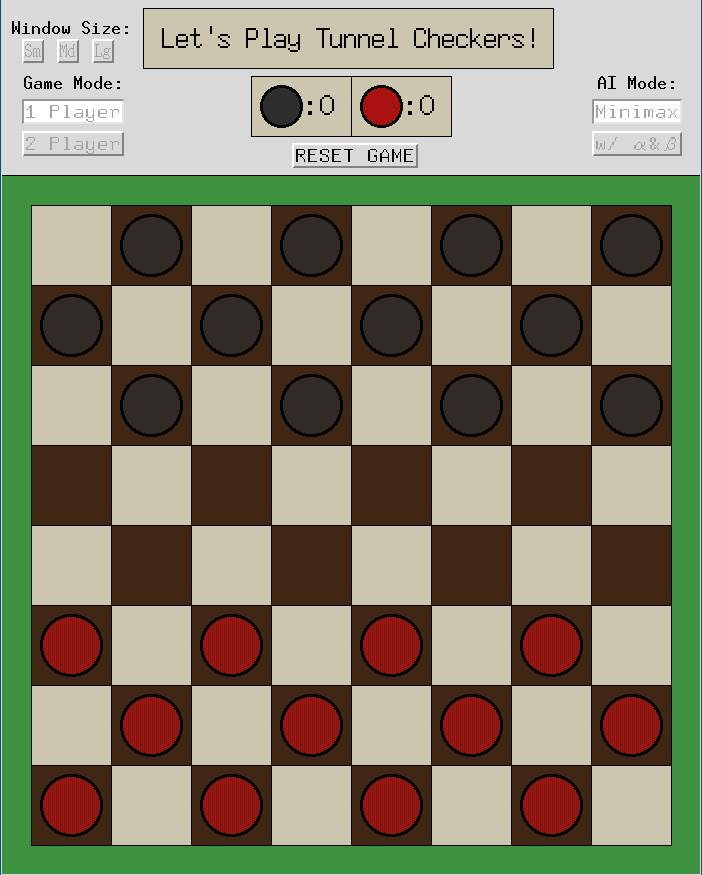 Window Size:
Sm Md Lg
Let's Play Tunnel Checkers!
Game Mode:
1 Player
2 Player
:0 :0
RESET GAME
AI Mode:
Minimax
w/ α&β